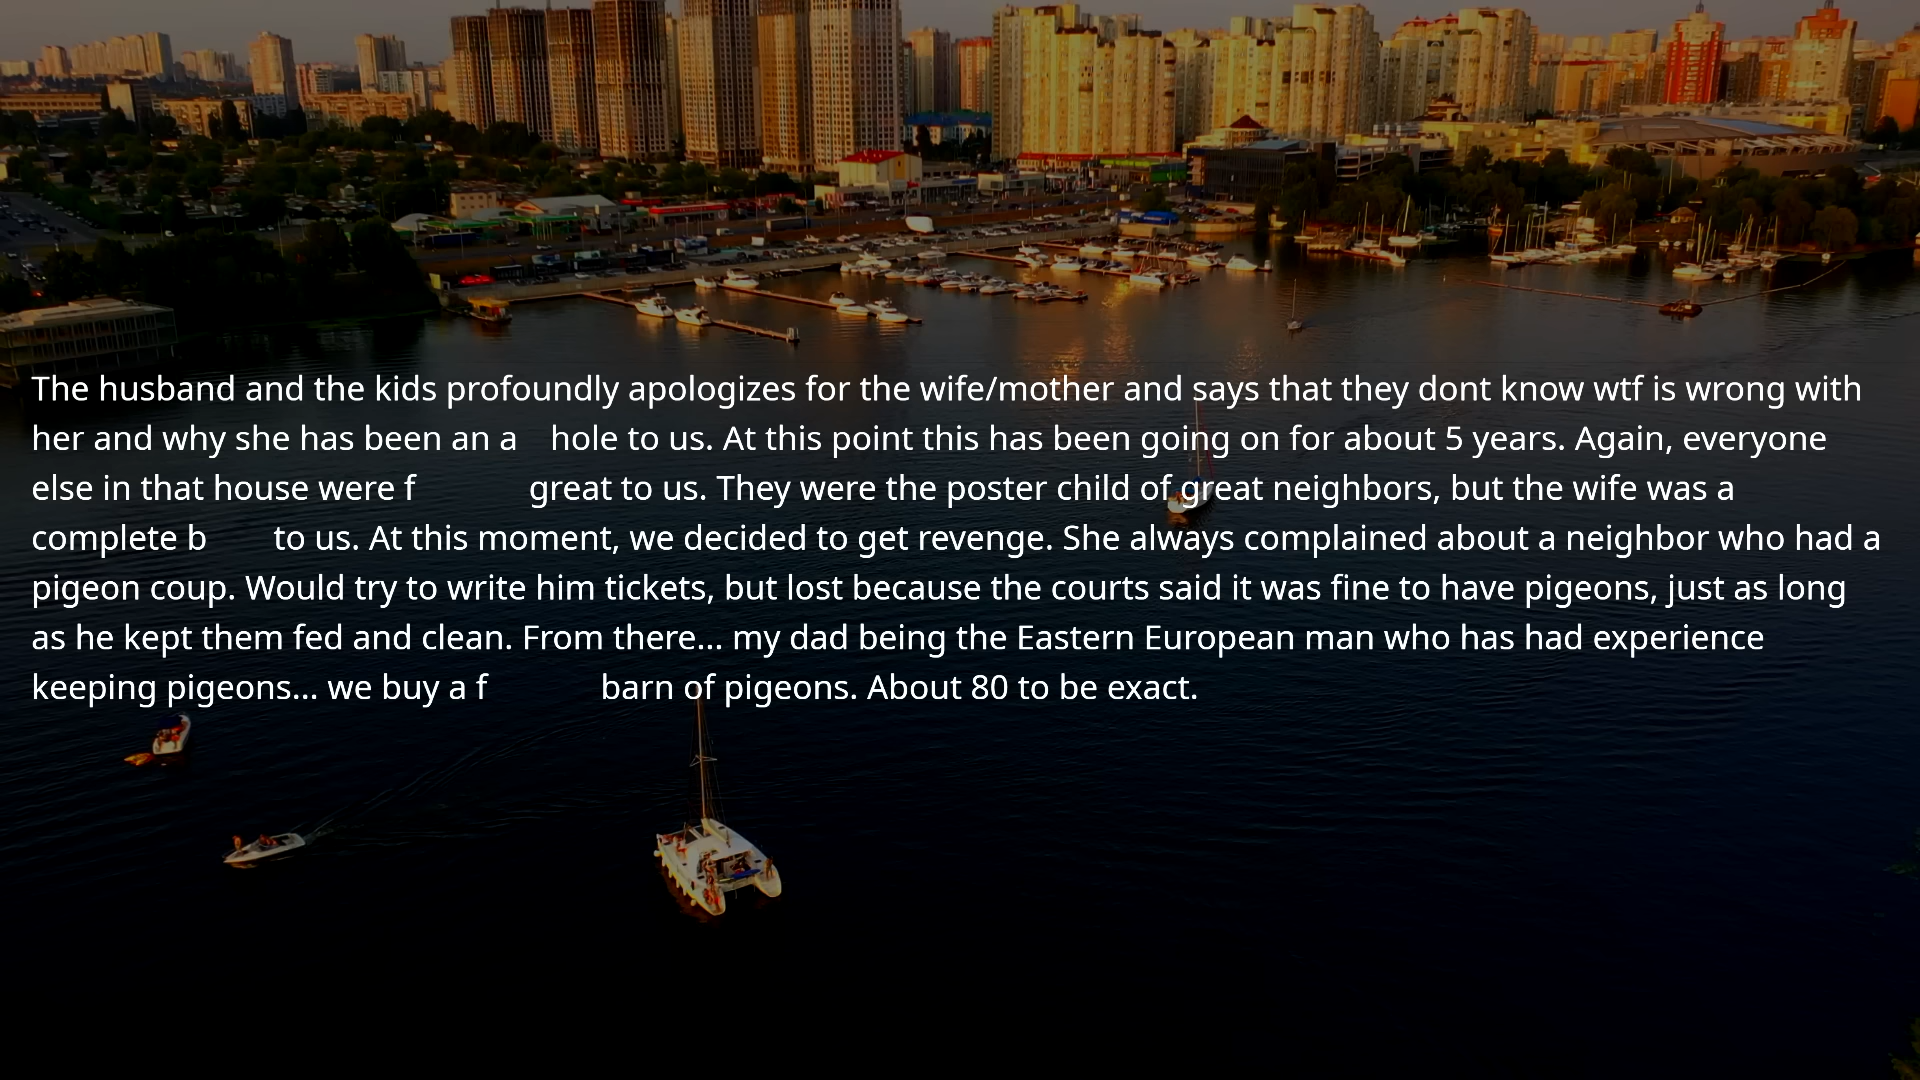 The husband and the kids profoundly apologizes for the wife/mother and says that they dont know wtf is wrong with
her and why she has been an a hole to us. At this point this has been going on for about 5 years. Again, everyone
else in that house were f great to us. They were the poster child of great neighbors, but the wife was a
complete b to us. At this moment, we decided to get revenge. She always complained about a neighbor who had a
pigeon coup. Would try to write him tickets, but lost because the courts said it was fine to have pigeons, just as long
as he kept them fed and clean. From there... my dad being the Eastern European man who has had experience
keeping pigeons... we buy a f barn of pigeons. About 80 to be exact.